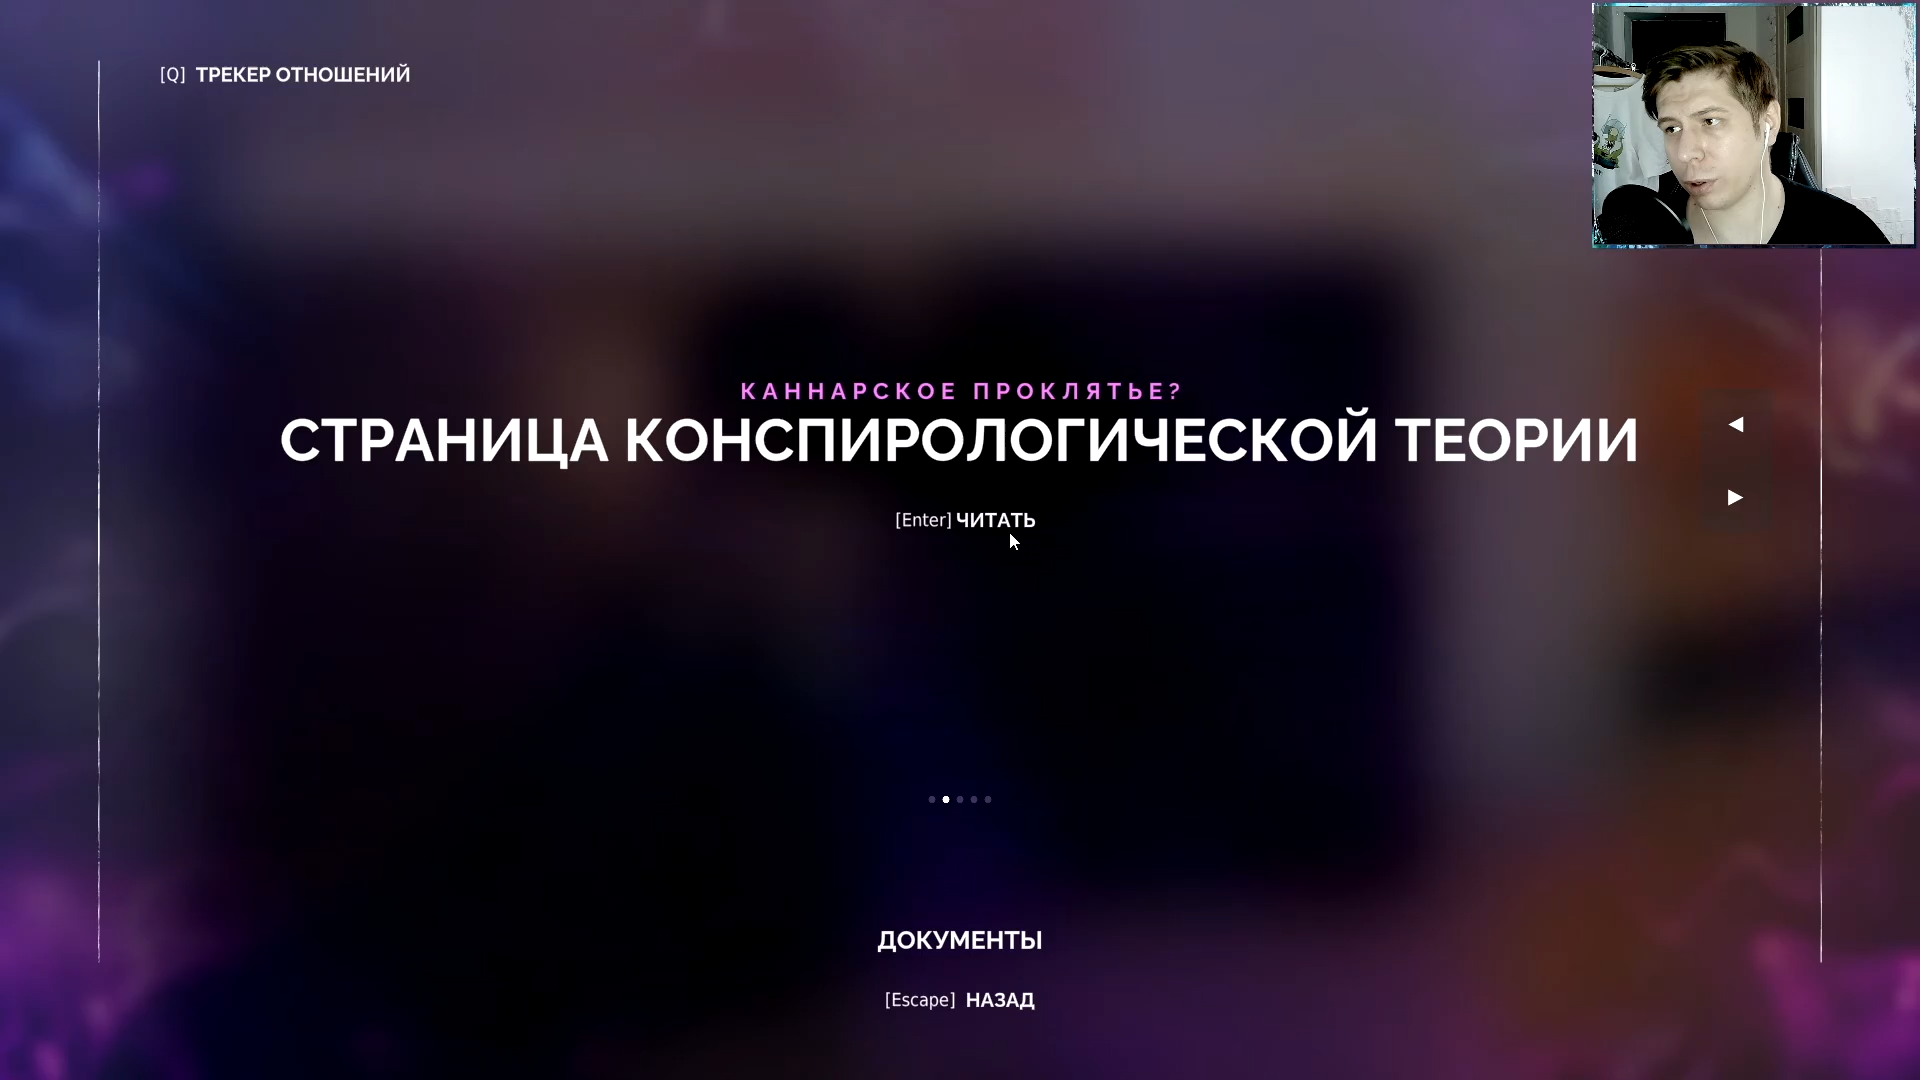 [Q] ТРЕКЕР ОТНОШЕНИЙ
КАННАРСКОЕ ПРОКЛЯТЬЕ?
СТРАНИЦА КОНСПИРОЛОГИЧЕСКОЙ ТЕОРИИ
[Enter] ЧИТАТЬ
ДОКУМЕНТЫ
[Escape] НАЗАД